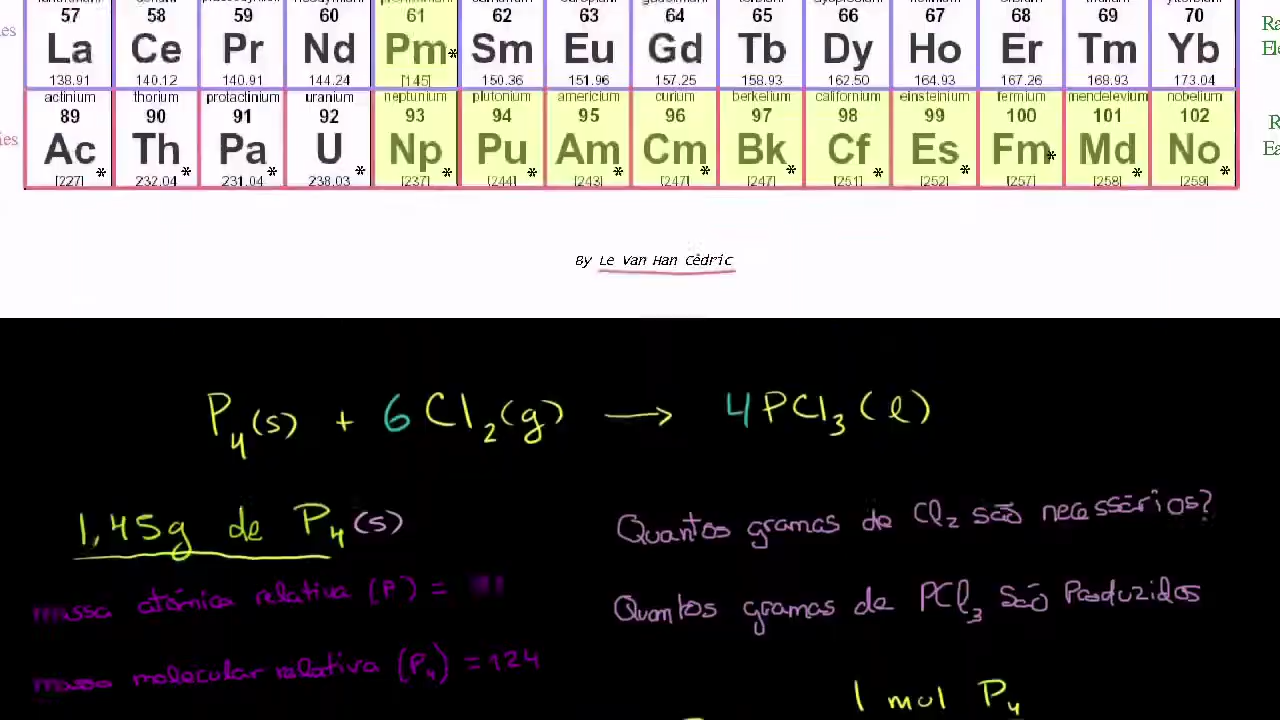 57 58 59 60 61 62 63 64 65 66 67 68 69 70
La Ce Pr Nd Pm* Sm Eu Gd Tb Dy Ho Er Tm Yb
138.91 140.12 140.91 144.24 [145] 150.36 151.96 157.25 158.93 162.50 164.93 167.26 168.93 173.04
actinium thorium protactinium uranium neptunium plutonium americium curium berkelium californium einsteinium fermium mendelevium nobelium
89 90 91 92 93 94 95 96 97 98 99 100 101 102
Ac* Th* Pa* U* Np* Pu* Am* Cm* Bk* Cf* Es* Fm* Md* No*
[227] 232.04 231.04 238.03 [237] [244] [243] [247] [247] [251] [252] [257] [258] [259]
By Le Van Han Cédric
P₄(s) + 6Cl₂(g) → 4PCl₃(l)
1,45g de P₄(s)
Quantos gramas de Cl₂ são necessários?
massa atómica relativa (P) =
Quantos gramas de PCl₃ são Produzidos
massa molecular relativa (P₄) = 124
1 mol P₄